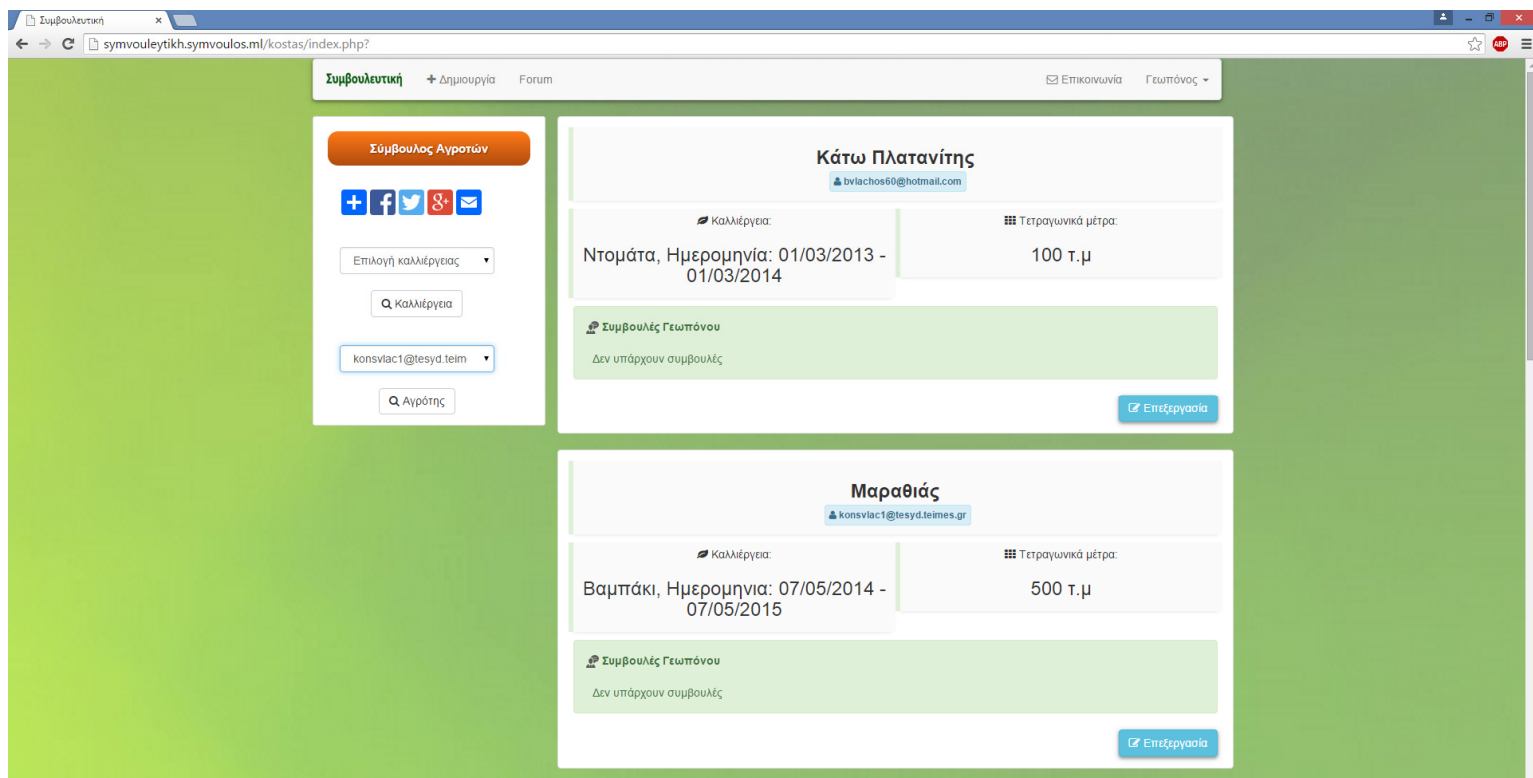 Συμβουλευτική
symvouleytikh.symvoulos.ml/kostas/index.php?
ABP
Συμβουλευτική Δημιουργία Forum Επικοινωνία Γεωπόνος
Σύμβουλος Αγροτών
Επιλογή καλλιέργειας
Καλλιέργεια
konsvlac1@tesyd.teim
Αγρότης
Κάτω Πλατανίτης
bvlachos60@hotmail.com
Καλλιέργεια:
Ντομάτα, Ημερομηνία: 01/03/2013 -
01/03/2014
Τετραγωνικά μέτρα:
100 τ.μ
Συμβουλές Γεωπόνου
Δεν υπάρχουν συμβουλές
Επεξεργασία
Μαραθιάς
konsvlac1@tesyd.teimes.gr
Καλλιέργεια:
Βαμπάκι, Ημερομηνια: 07/05/2014 -
07/05/2015
Τετραγωνικά μέτρα:
500 τ.μ
Συμβουλές Γεωπόνου
Δεν υπάρχουν συμβουλές
Επεξεργασία